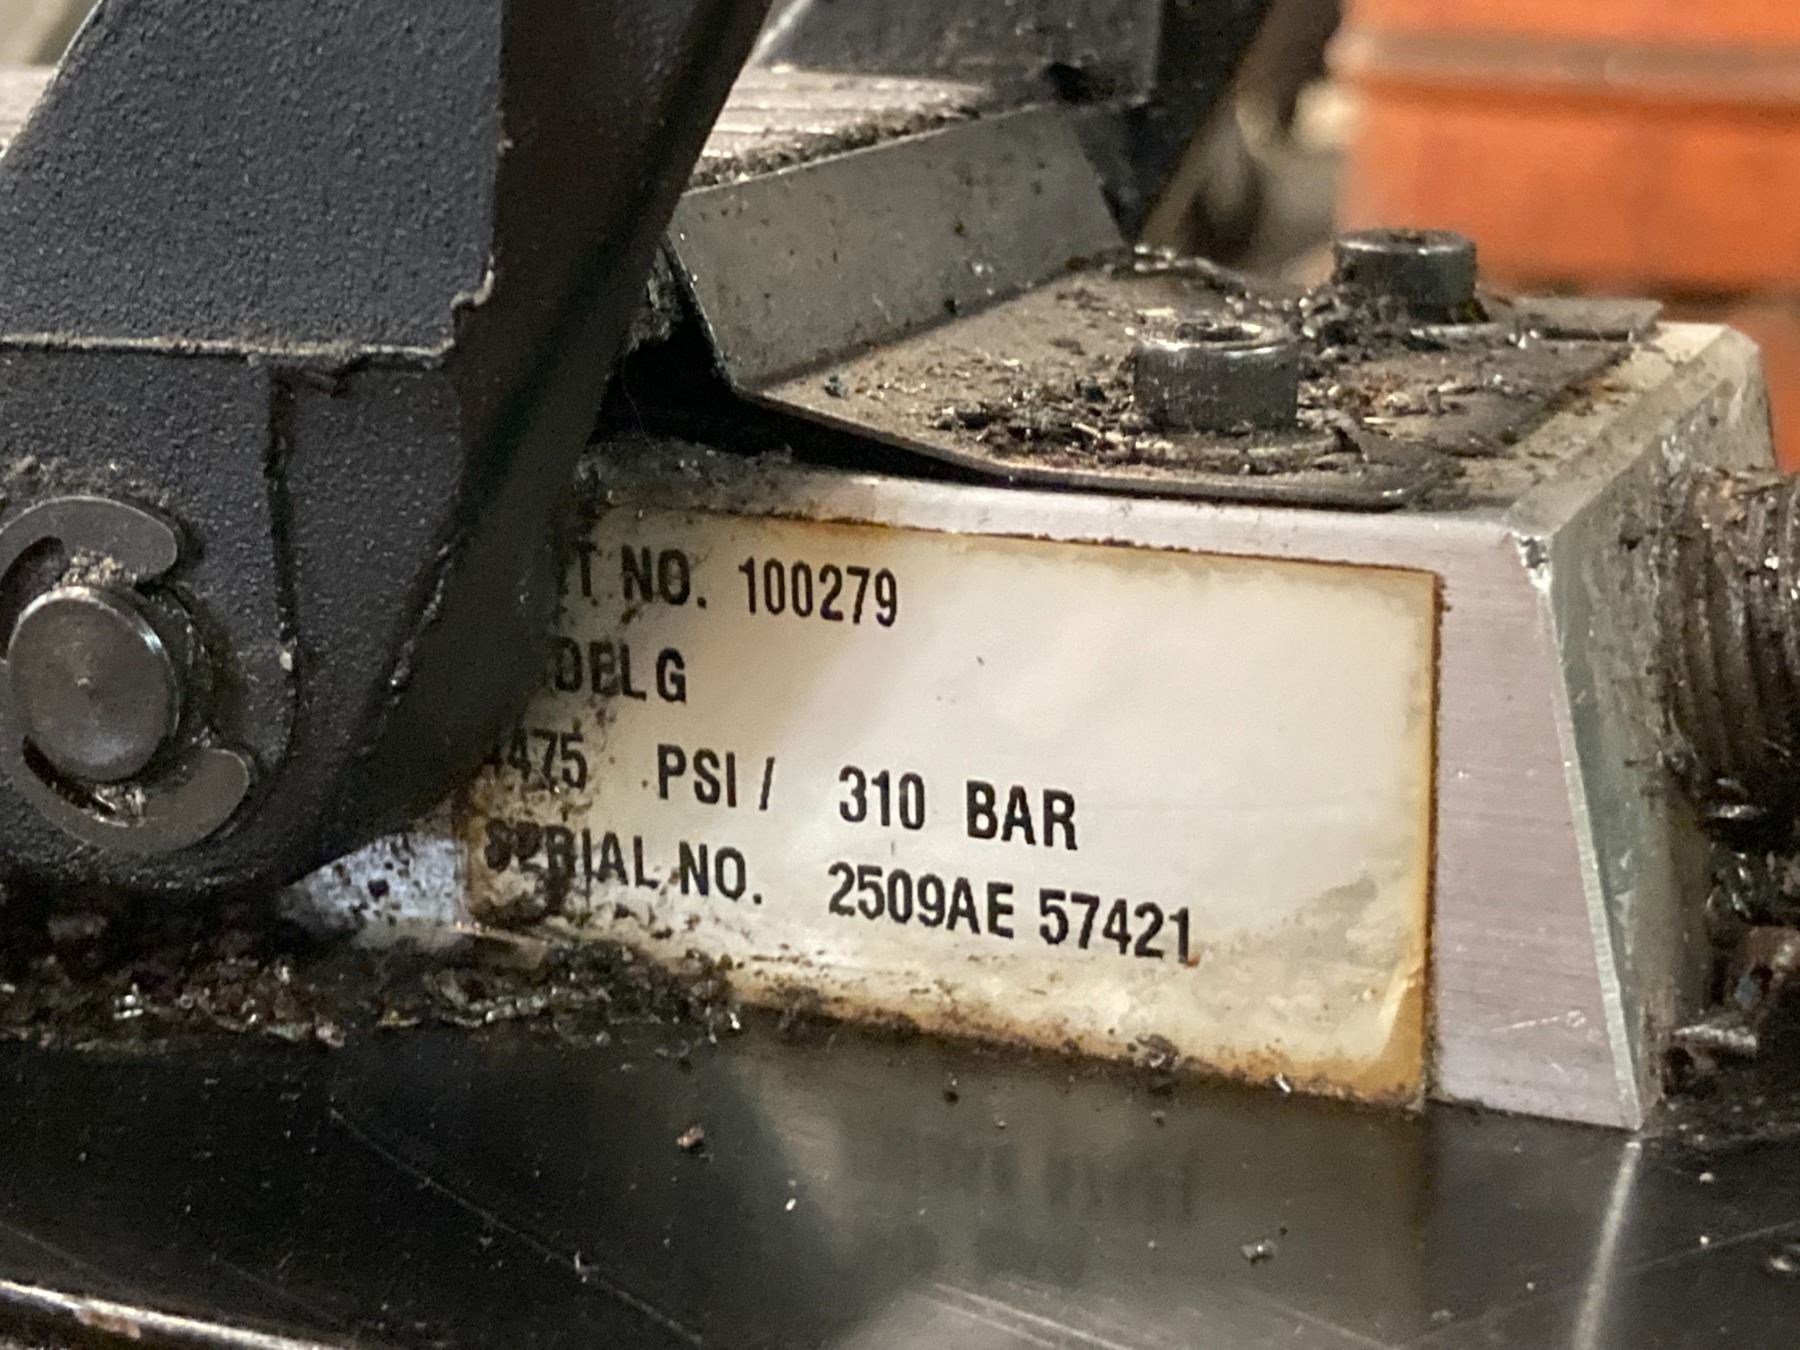 NO. 100279
G
4475 PSI / 310 BAR
SERIAL NO. 2509AE 57421